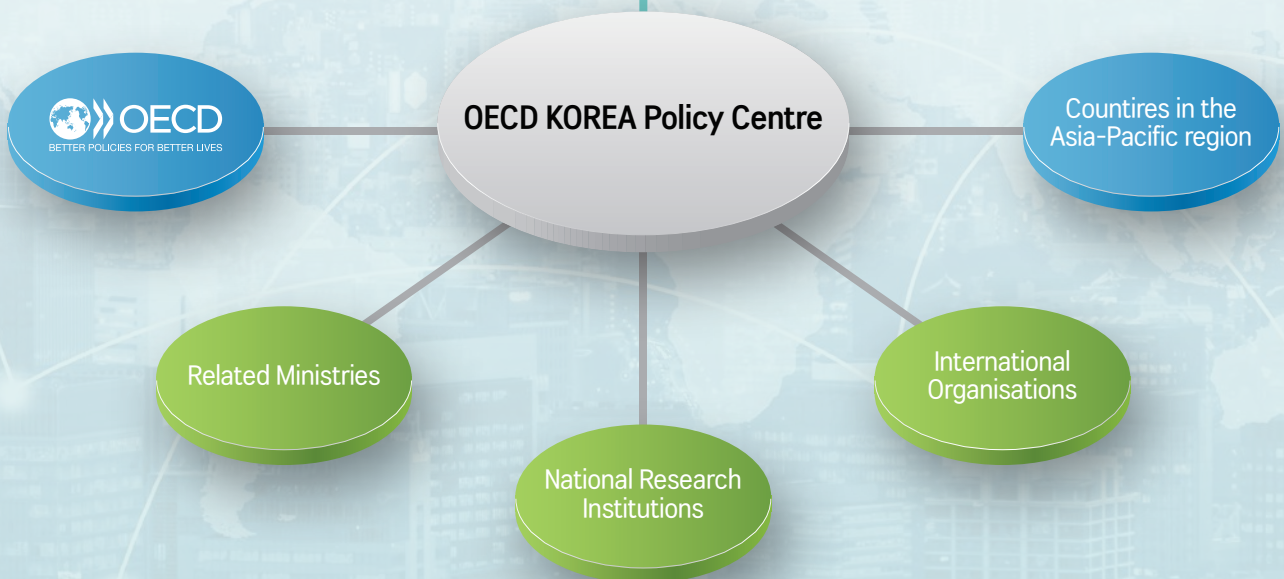 OECD KOREA Policy Centre
OECD
BETTER POLICIES FOR BETTER LIVES
Countires in the
Asia-Pacific region
Related Ministries
International
Organisations
National Research
Institutions